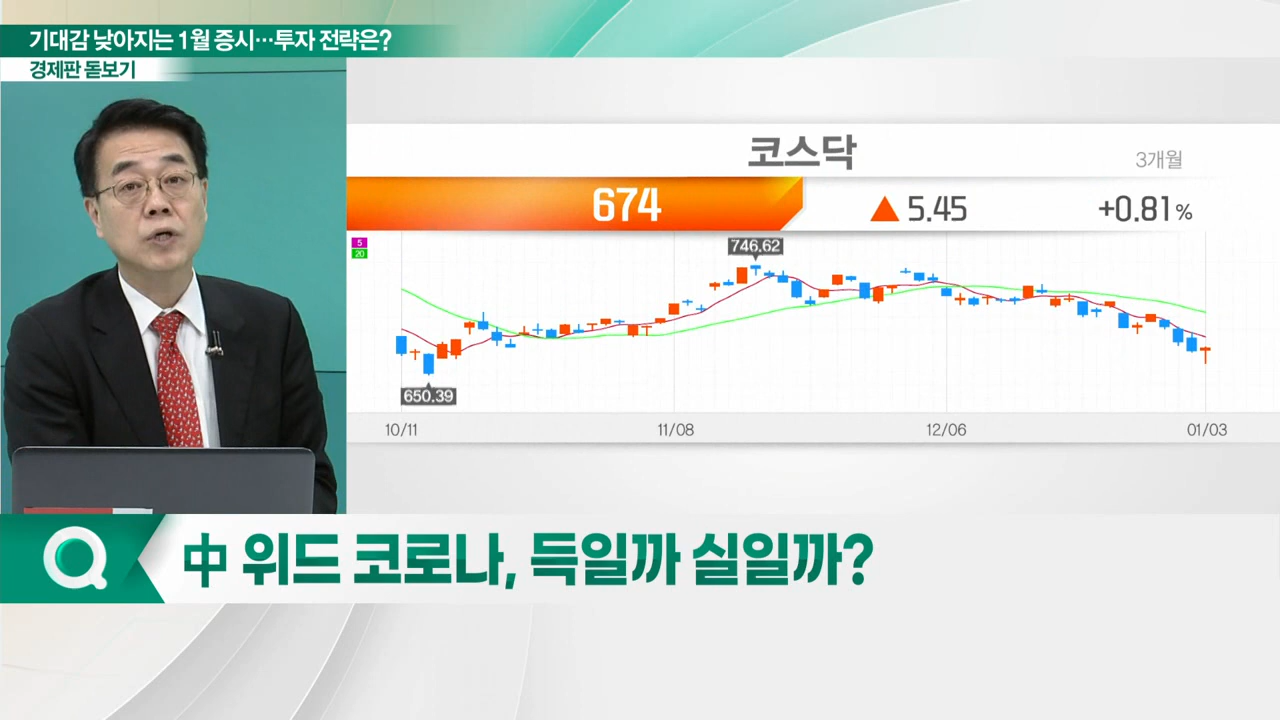 기대감 낮아지는 1월 증시…투자 전략은?
경제판 돋보기
코스닥
3개월
674
▲ 5.45
+0.81%
5
20
746.62
650.39
10/11
11/08
12/06
01/03
Q
中 위드 코로나, 득일까 실일까?